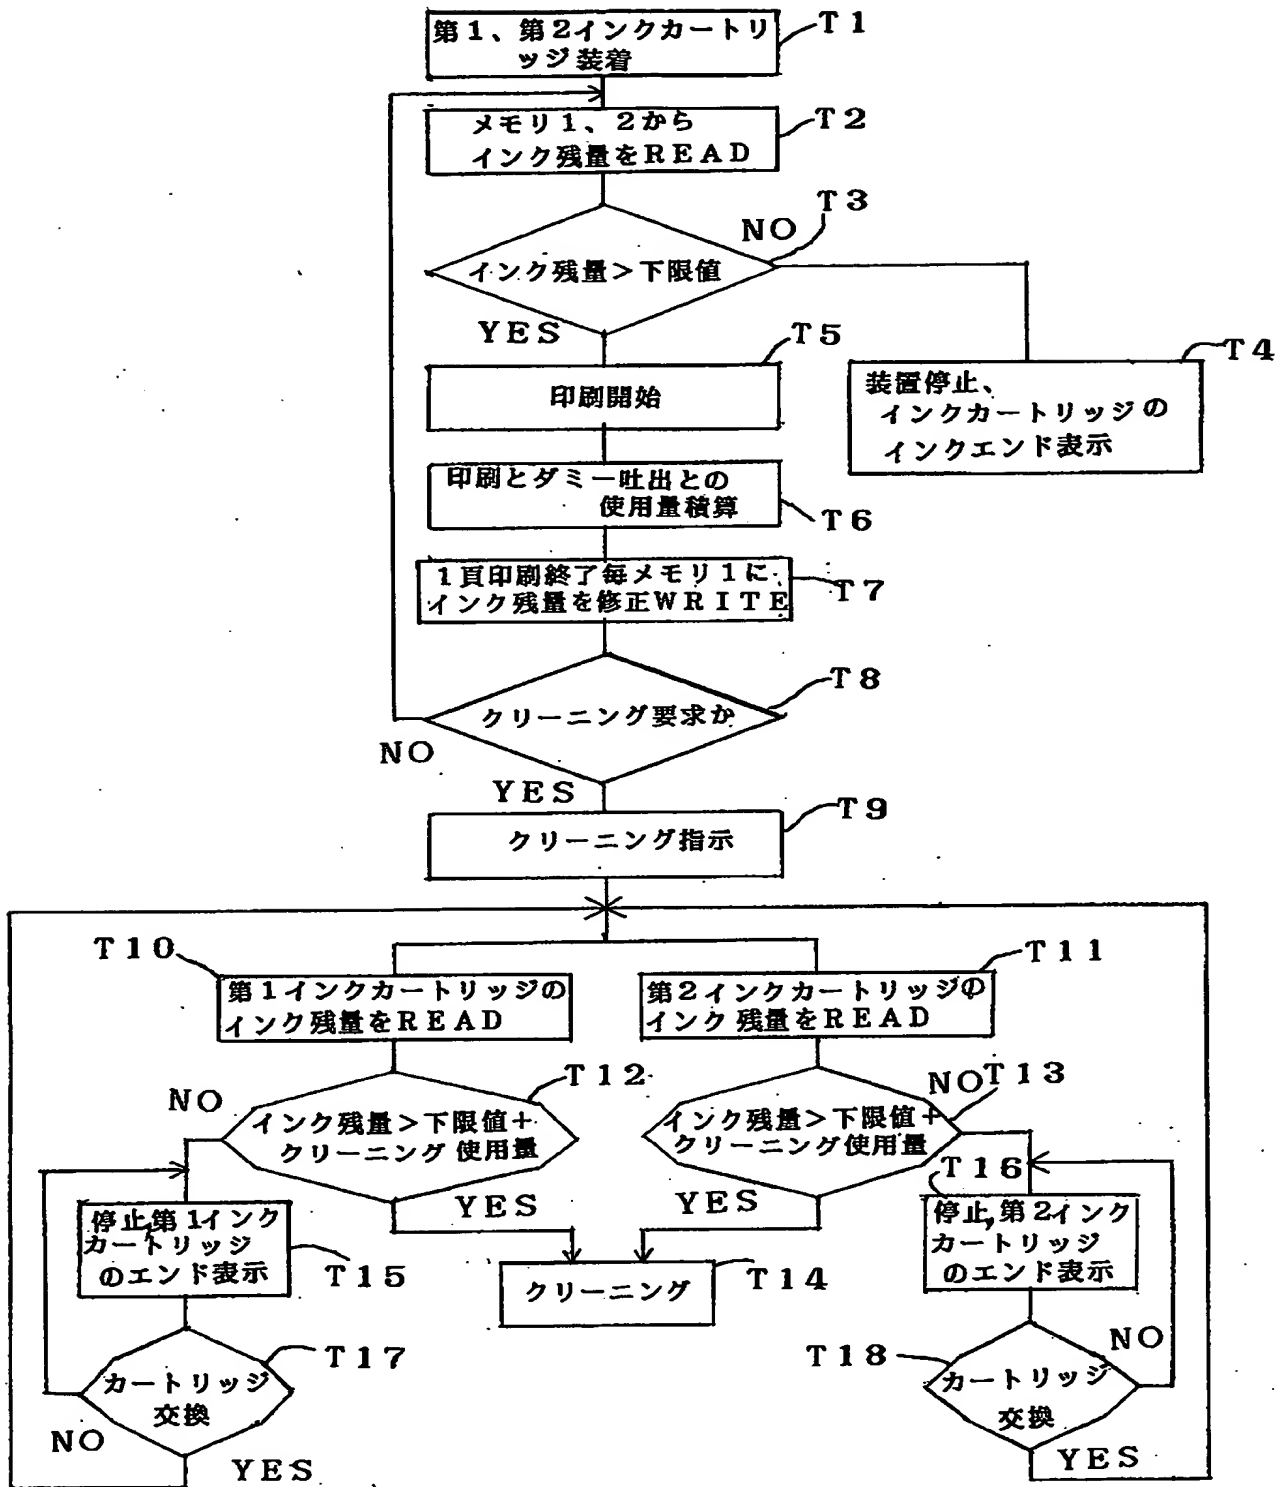 第1、第2インクカートリ
ッジ装着
T1
メモリ1、2から
インク残量をREAD
T2
T3
NO
インク残量>下限値
YES
T5
T4
印刷開始
装置停止、
インクカートリッジの
インクエンド表示
印刷とダミー吐出との
使用量積算
T6
1頁印刷終了毎メモリ1に
インク残量を修正WRITE
T7
T8
クリーニング要求か
NO
YES
T9
クリーニング指示
T10
T11
第1インクカートリッジの
インク残量をREAD
第2インクカートリッジの
インク残量をREAD
NO
T12
NO
T13
インク残量>下限値+
クリーニング使用量
インク残量>下限値+
クリーニング使用量
YES
YES
T16
停止,第1インク
カートリッジ
のエンド表示
T15
クリーニング
T14
停止,第2インク
カートリッジ
のエンド表示
T17
T18
NO
カートリッジ
交換
カートリッジ
交換
NO
YES
YES